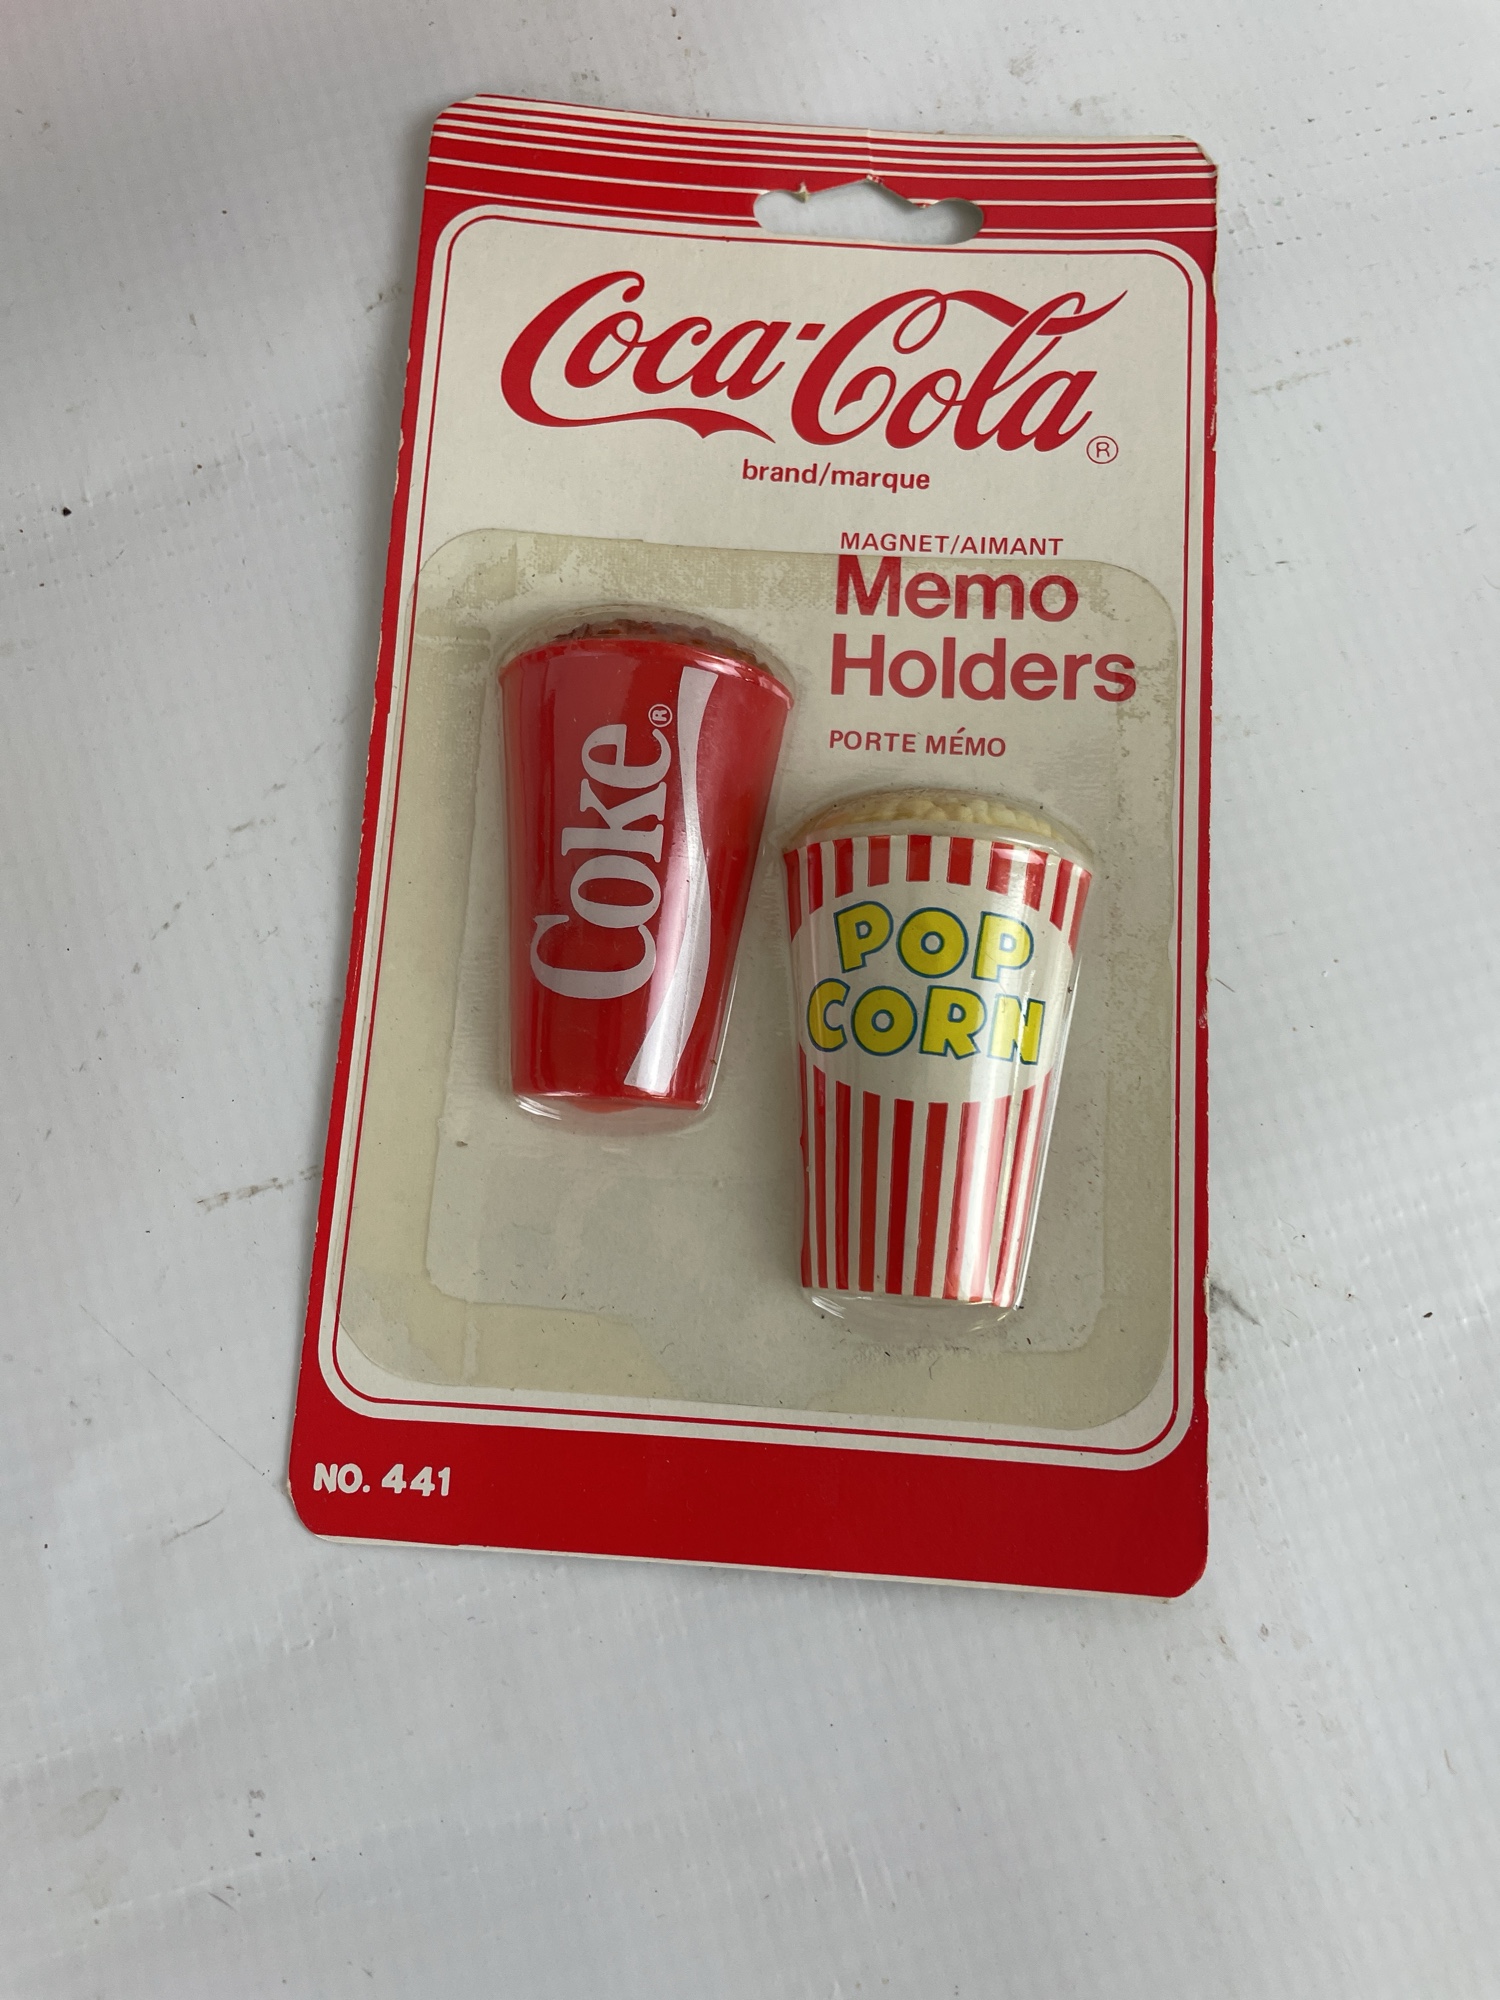 Coca-Cola®
brand/marque
MAGNET/AIMANT
Memo
Holders
PORTE MÉMO
Coke®
POP
CORN
NO. 441